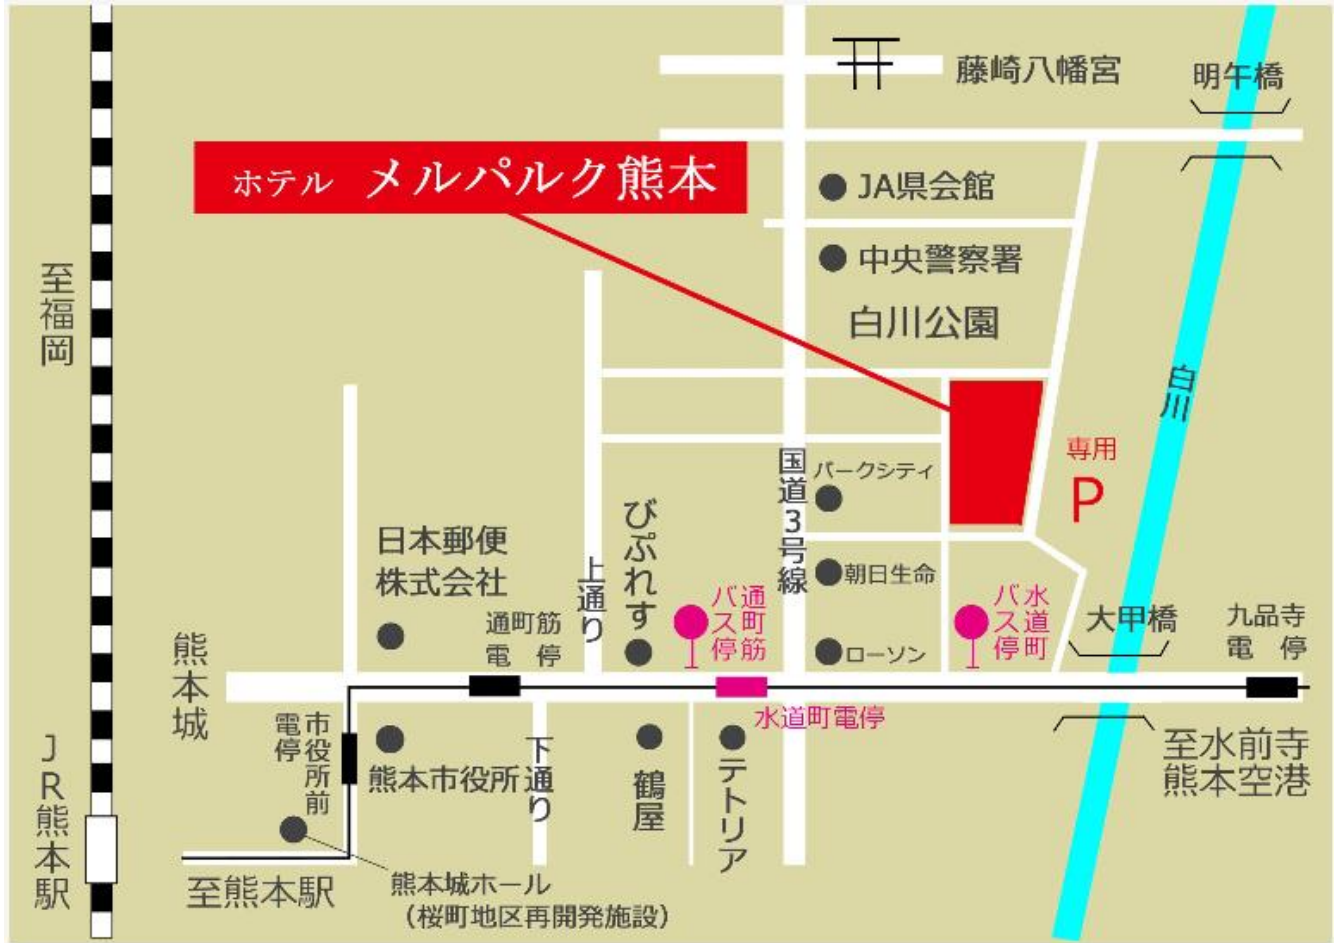 藤崎八幡宮
明午橋
ホテル メルパルク熊本
JA県会館
中央警察署
白川公園
至福岡
白川
専用
P
国道3号線
パークシティ
びぷれす
日本郵便
株式会社
上通り
朝日生命
通町筋
バス停
水道町
バス停
大甲橋
九品寺
電 停
通町筋
電 停
ローソン
熊本城
水道町電停
市役所前
電停
熊本市役所
下通り
鶴屋
テトリア
至水前寺
熊本空港
JR熊本駅
至熊本駅
熊本城ホール
(桜町地区再開発施設)